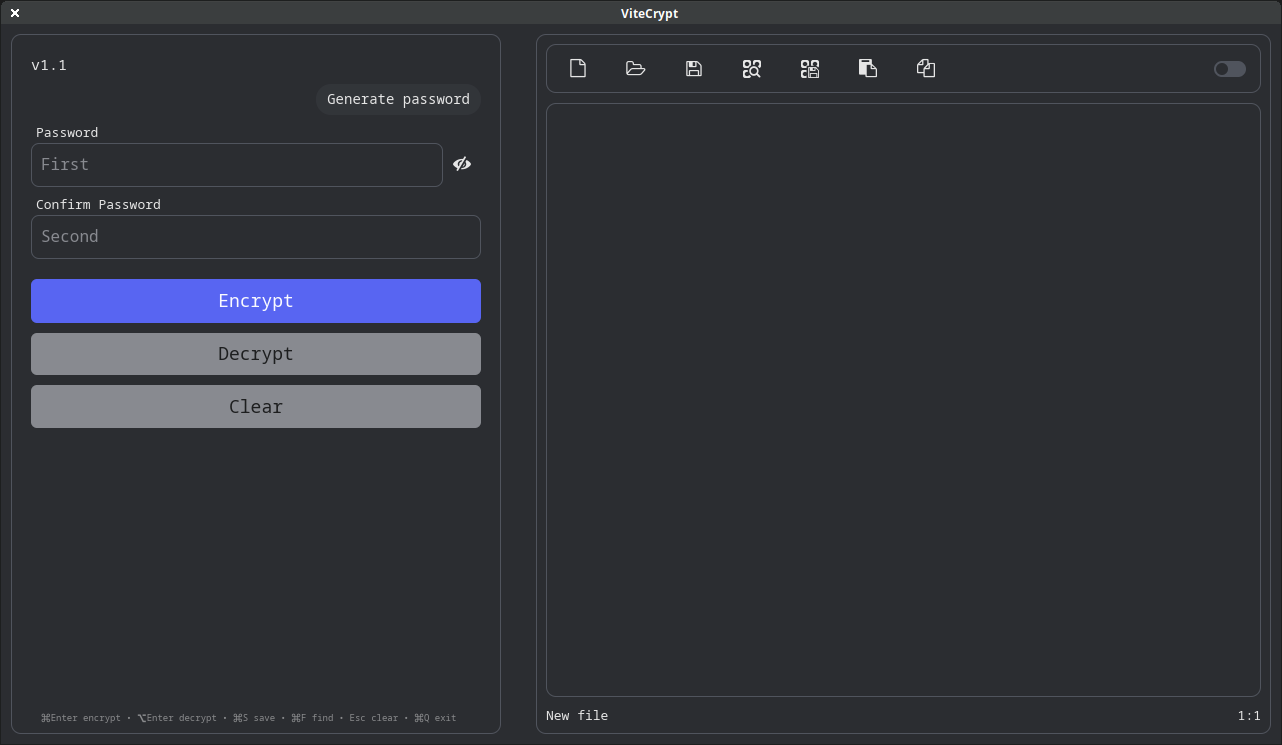 ViteCrypt
v1.1
Generate password
Password
First
Confirm Password
Second
Encrypt
Decrypt
Clear
⌘Enter encrypt • ⌥Enter decrypt • ⌘S save • ⌘F find • Esc clear • ⌘Q exit
New file
1:1